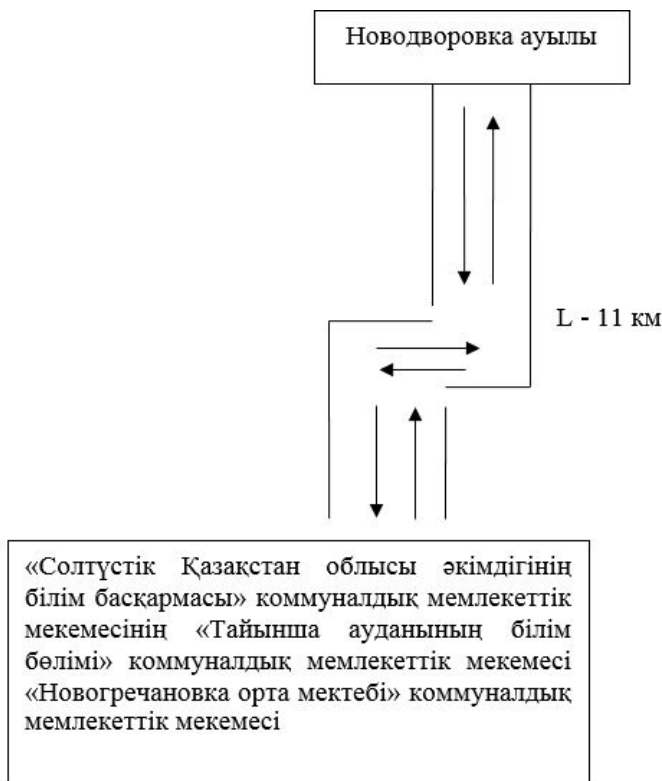 Новодворовка ауылы
L - 11 км
«Солтүстік Қазақстан облысы әкімдігінің
білім басқармасы» коммуналдық мемлекеттік
мекемесінің «Тайынша ауданының білім
бөлімі» коммуналдық мемлекеттік мекемесі
«Новогречановка орта мектебі» коммуналдық
мемлекеттік мекемесі